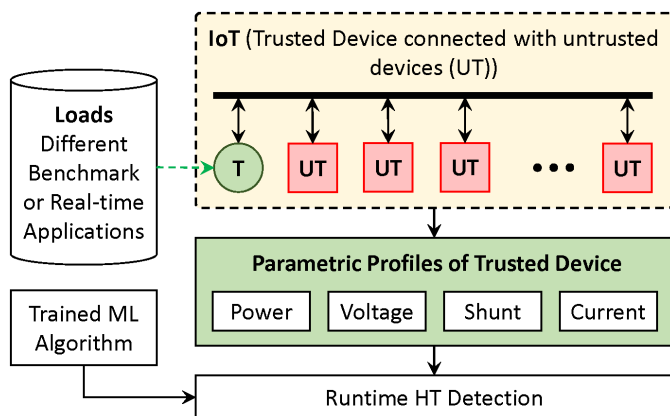 IoT (Trusted Device connected with untrusted
devices (UT))
Loads
Different
Benchmark
or Real-time
Applications
T
UT
UT
UT
UT
Parametric Profiles of Trusted Device
Power
Voltage
Shunt
Current
Trained ML
Algorithm
Runtime HT Detection